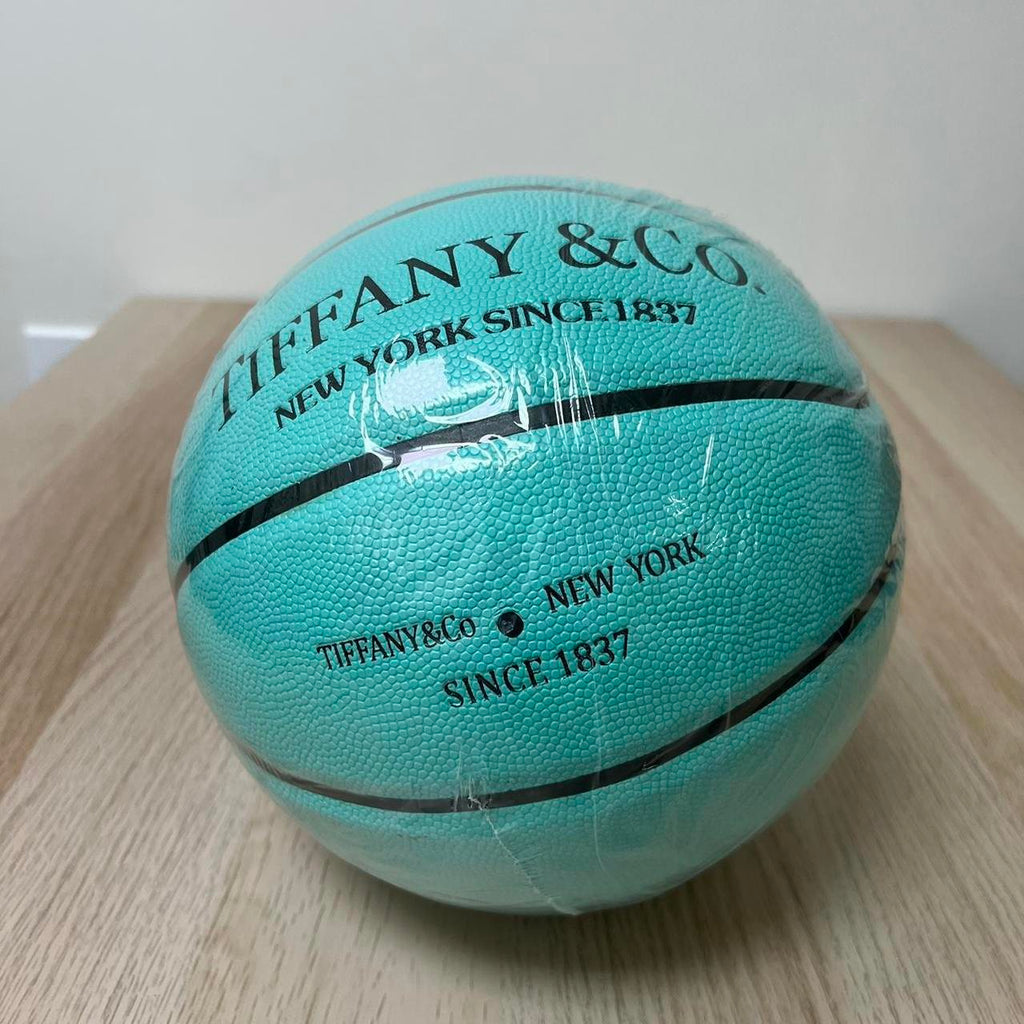 TIFFANY &CO.
NEW YORK SINCE 1837
TIFFANY&Co NEW YORK
SINCE 1837